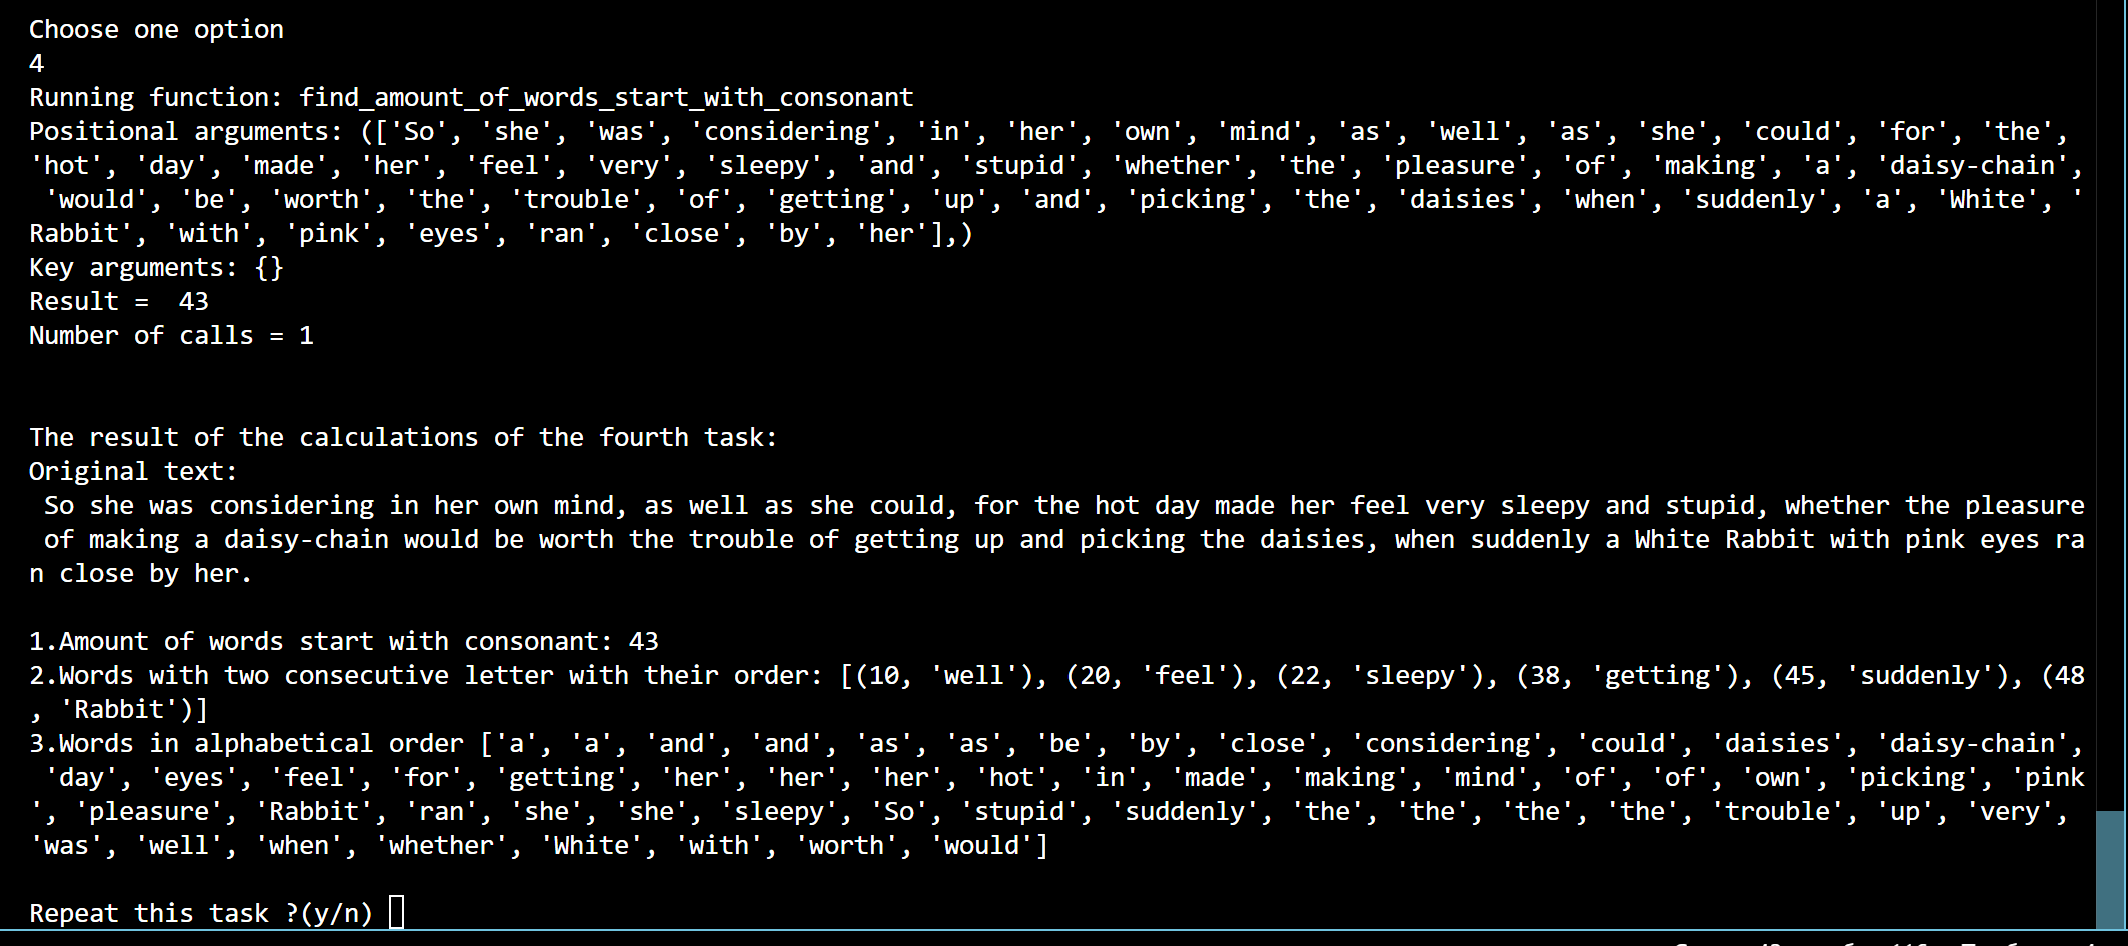 Choose one option
4
Running function: find_amount_of_words_start_with_consonant
Positional arguments: (['So', 'she', 'was', 'considering', 'in', 'her', 'own', 'mind', 'as', 'well', 'as', 'she', 'could', 'for', 'the',
'hot', 'day', 'made', 'her', 'feel', 'very', 'sleepy', 'and', 'stupid', 'whether', 'the', 'pleasure', 'of', 'making', 'a', 'daisy-chain',
'would', 'be', 'worth', 'the', 'trouble', 'of', 'getting', 'up', 'and', 'picking', 'the', 'daisies', 'when', 'suddenly', 'a', 'White', '
Rabbit', 'with', 'pink', 'eyes', 'ran', 'close', 'by', 'her'],)
Key arguments: {}
Result =  43
Number of calls = 1
The result of the calculations of the fourth task:
Original text:
So she was considering in her own mind, as well as she could, for the hot day made her feel very sleepy and stupid, whether the pleasure
of making a daisy-chain would be worth the trouble of getting up and picking the daisies, when suddenly a White Rabbit with pink eyes ra
n close by her.
1.Amount of words start with consonant: 43
2.Words with two consecutive letter with their order: [(10, 'well'), (20, 'feel'), (22, 'sleepy'), (38, 'getting'), (45, 'suddenly'), (48
, 'Rabbit')]
3.Words in alphabetical order ['a', 'a', 'and', 'and', 'as', 'as', 'be', 'by', 'close', 'considering', 'could', 'daisies', 'daisy-chain',
'day', 'eyes', 'feel', 'for', 'getting', 'her', 'her', 'her', 'hot', 'in', 'made', 'making', 'mind', 'of', 'of', 'own', 'picking', 'pink
', 'pleasure', 'Rabbit', 'ran', 'she', 'she', 'sleepy', 'So', 'stupid', 'suddenly', 'the', 'the', 'the', 'the', 'trouble', 'up', 'very',
'was', 'well', 'when', 'whether', 'White', 'with', 'worth', 'would']
Repeat this task ?(y/n)